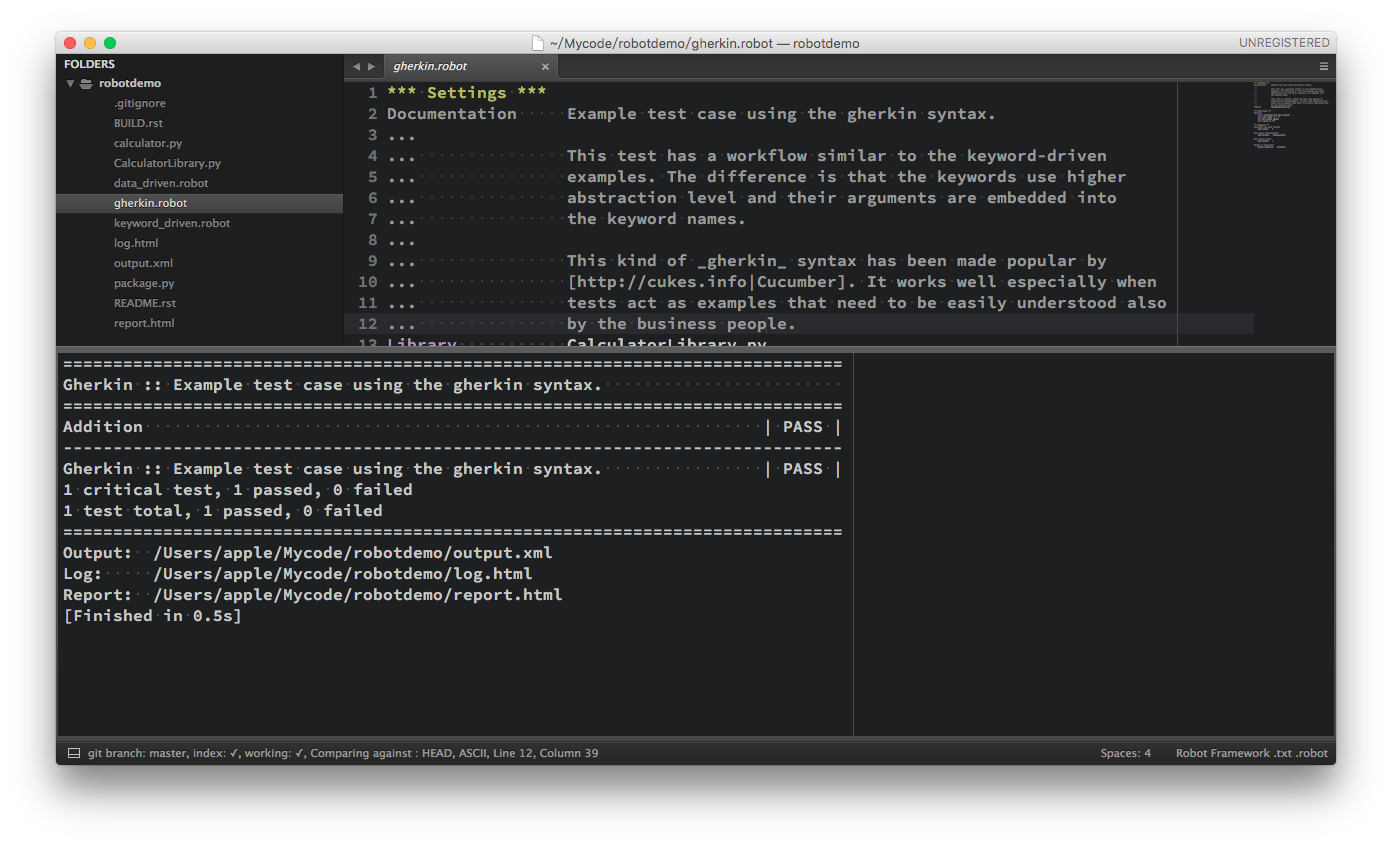 ~/Mycode/robotdemo/gherkin.robot — robotdemo
UNREGISTERED
FOLDERS
robotdemo
.gitignore
BUILD.rst
calculator.py
CalculatorLibrary.py
data_driven.robot
gherkin.robot
keyword_driven.robot
log.html
output.xml
package.py
README.rst
report.html
gherkin.robot ×
1 *** Settings ***
2 Documentation     Example test case using the gherkin syntax.
3 ...
4 ...               This test has a workflow similar to the keyword-driven
5 ...               examples. The difference is that the keywords use higher
6 ...               abstraction level and their arguments are embedded into
7 ...               the keyword names.
8 ...
9 ...               This kind of _gherkin_ syntax has been made popular by
10 ...               [http://cukes.info|Cucumber]. It works well especially when
11 ...               tests act as examples that need to be easily understood also
12 ...               by the business people.
13 Library           CalculatorLibrary.py
==============================================================================
Gherkin :: Example test case using the gherkin syntax.
==============================================================================
Addition                                                              | PASS |
------------------------------------------------------------------------------
Gherkin :: Example test case using the gherkin syntax.                | PASS |
1 critical test, 1 passed, 0 failed
1 test total, 1 passed, 0 failed
==============================================================================
Output:  /Users/apple/Mycode/robotdemo/output.xml
Log:     /Users/apple/Mycode/robotdemo/log.html
Report:  /Users/apple/Mycode/robotdemo/report.html
[Finished in 0.5s]
git branch: master, index: ✓, working: ✓, Comparing against : HEAD, ASCII, Line 12, Column 39
Spaces: 4
Robot Framework .txt .robot